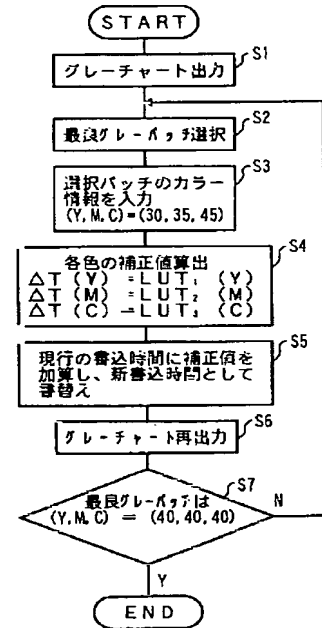 START
S1
グレーチャート出力
S2
最良グレーパッチ選択
S3
選択パッチのカラー
情報を入力
(Y,M,C)=(30,35,45)
S4
各色の補正値算出
△T (Y) =LUT₁ (Y)
△T (M) =LUT₂ (M)
△T (C) =LUT₃ (C)
S5
現行の書込時間に補正値を
加算し、新書込時間として
書替え
S6
グレーチャート再出力
S7
最良グレーパッチは
(Y,M,C) = (40,40,40)
N
Y
END